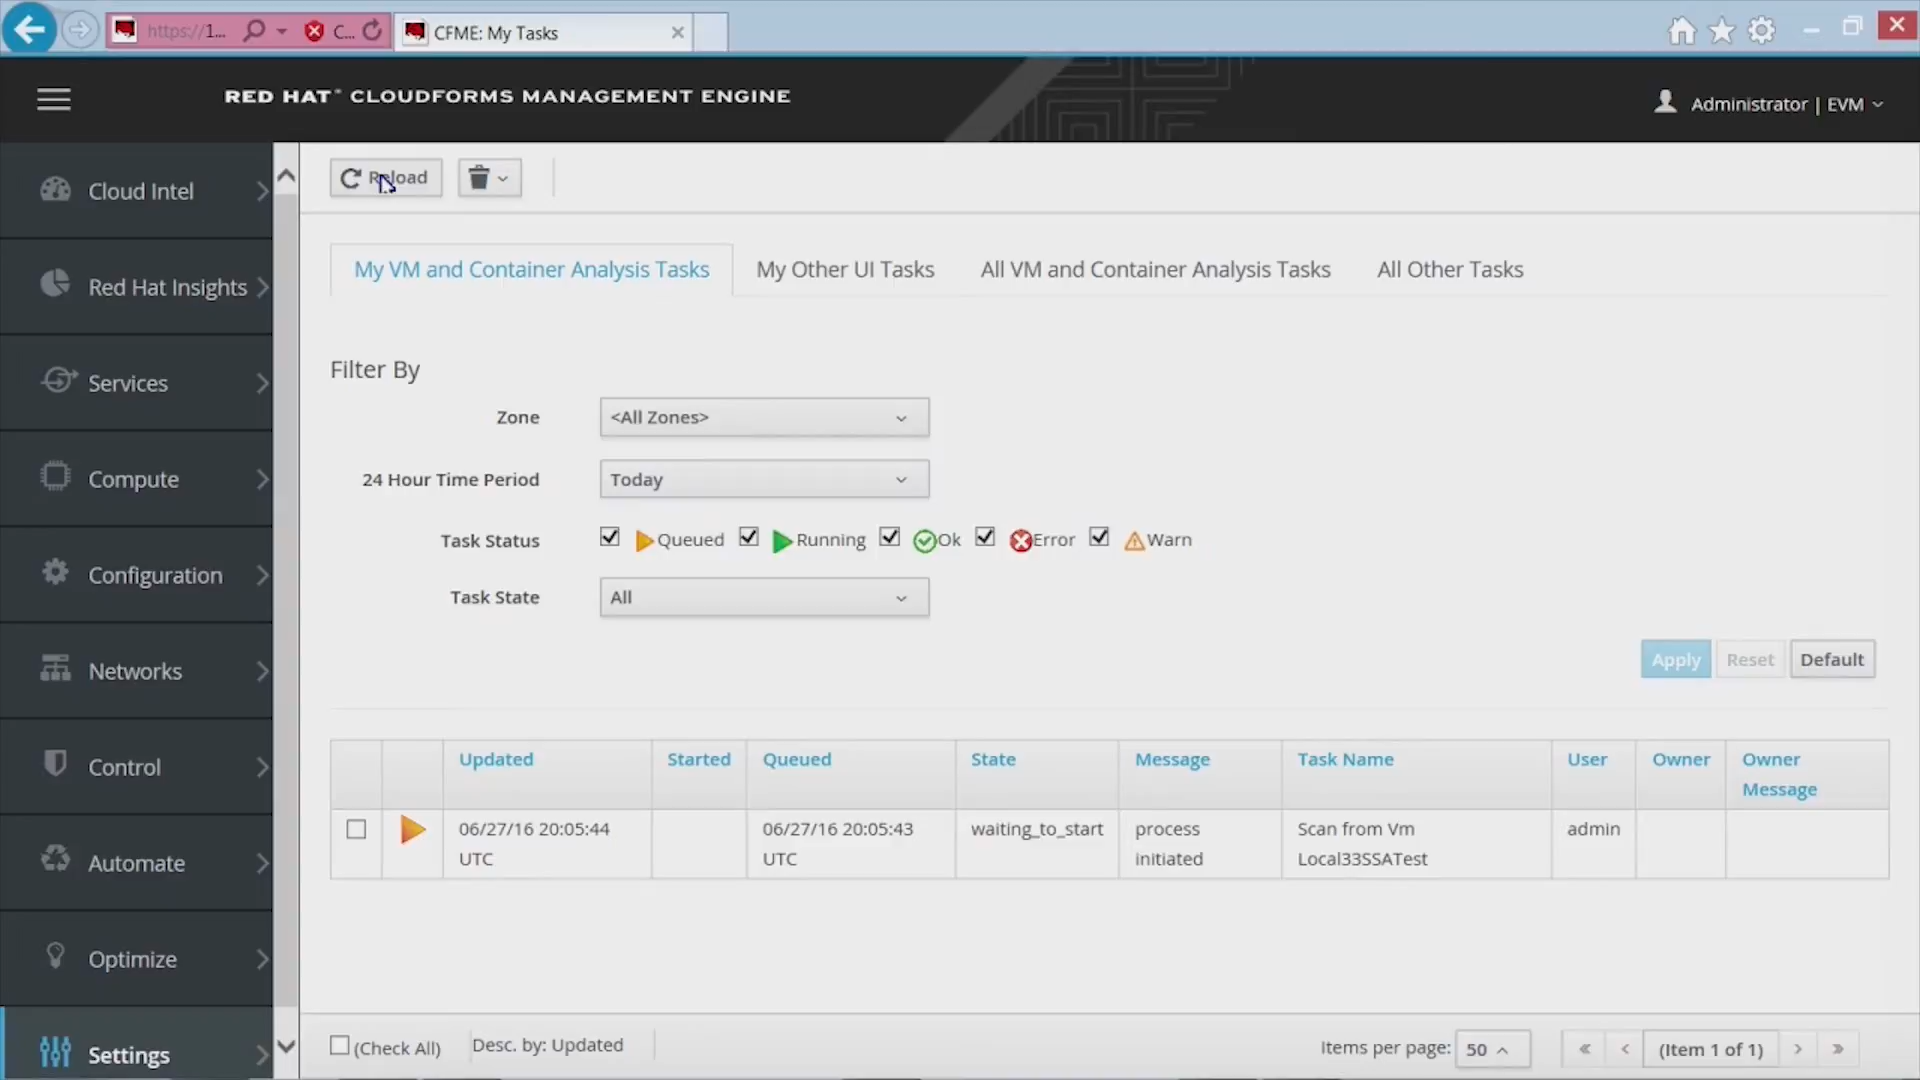 https://1...
C...
CFME: My Tasks
RED HAT CLOUDFORMS MANAGEMENT ENGINE
Administrator | EVM
Cloud Intel
Red Hat Insights
Services
Compute
Configuration
Networks
Control
Automate
Optimize
Settings
Reload
My VM and Container Analysis Tasks
My Other UI Tasks
All VM and Container Analysis Tasks
All Other Tasks
Filter By
Zone
<All Zones>
24 Hour Time Period
Today
Task Status
Queued
Running
Ok
Error
Warn
Task State
All
Apply
Reset
Default
Updated Started Queued State Message Task Name User Owner Owner
Message
06/27/16 20:05:44 06/27/16 20:05:43 waiting_to_start process Scan from Vm admin
UTC UTC initiated Local33SSATest
(Check All)
Desc. by: Updated
Items per page: 50
« < (Item 1 of 1) > »